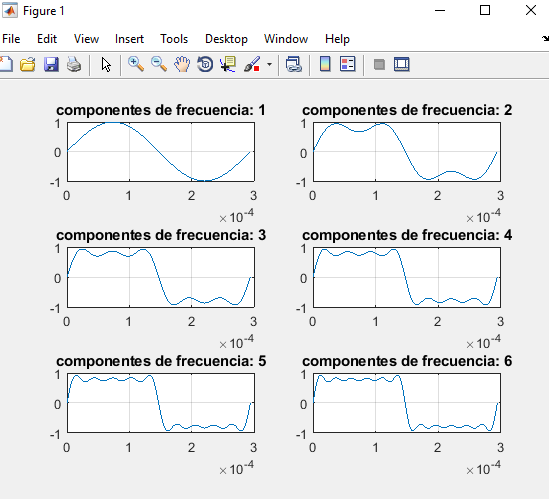 Figure 1
File Edit View Insert Tools Desktop Window Help
componentes de frecuencia: 1
1
0
-1
0 1 2 3
×10-4
componentes de frecuencia: 2
1
0
-1
0 1 2 3
×10-4
componentes de frecuencia: 3
1
0
-1
0 1 2 3
×10-4
componentes de frecuencia: 4
1
0
-1
0 1 2 3
×10-4
componentes de frecuencia: 5
1
0
-1
0 1 2 3
×10-4
componentes de frecuencia: 6
1
0
-1
0 1 2 3
×10-4